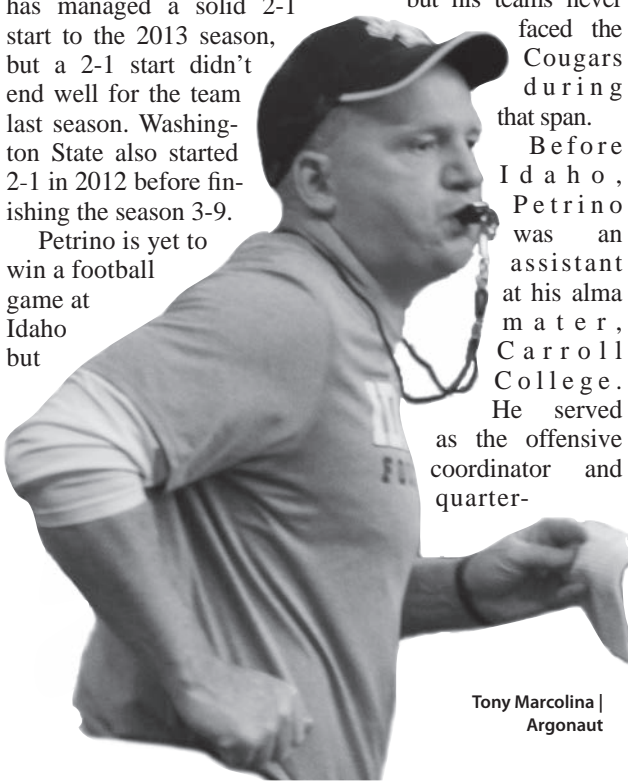 has managed a solid 2-1
start to the 2013 season,
but a 2-1 start didn't
end well for the team
last season. Washing-
ton State also started
2-1 in 2012 before fin-
ishing the season 3-9.
Petrino is yet to
win a football
game at
Idaho
but
but his teams never
faced the
Cougars
during
that span.
Before
Idaho,
Petrino
was an
assistant
at his alma
mater,
Carroll
College.
He served
as the offensive
coordinator and
quarter-
Tony Marcolina |
Argonaut